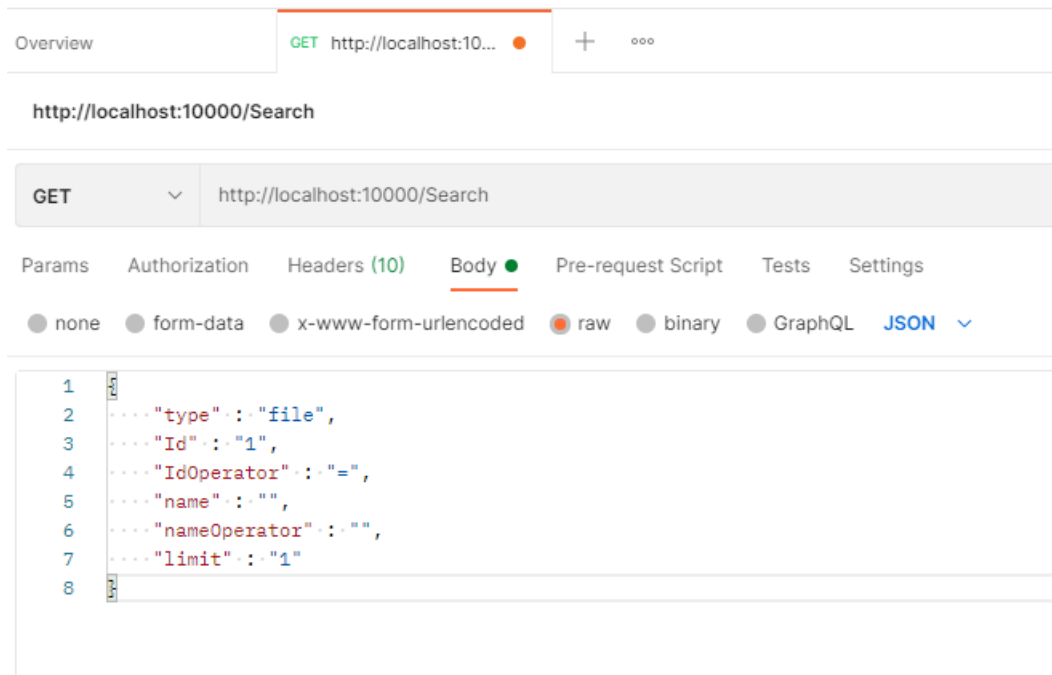 Overview GET http://localhost:10... + ooo
http://localhost:10000/Search
GET http://localhost:10000/Search
Params Authorization Headers (10) Body Pre-request Script Tests Settings
none form-data x-www-form-urlencoded raw binary GraphQL JSON
1 {
2 "type" : "file",
3 "Id" : "1",
4 "IdOperator" : "=",
5 "name" : "",
6 "nameOperator" : "",
7 "limit" : "1"
8 }